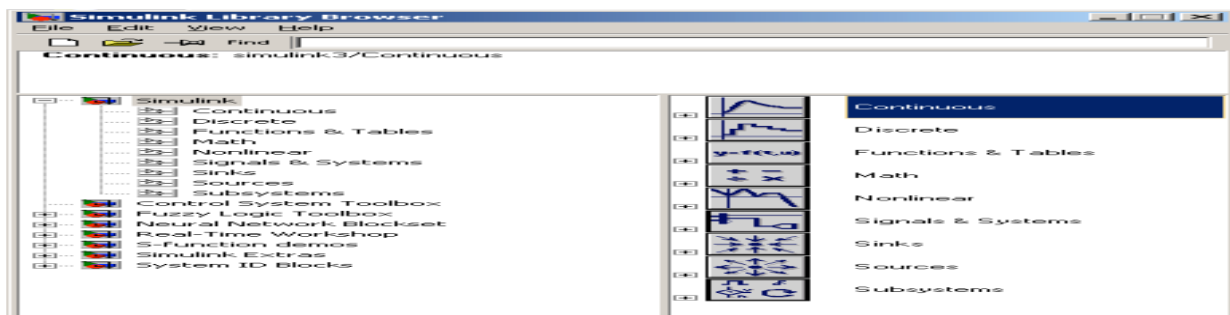 Simulink Library Browser
File Edit View Help
Find
Continuous: simulink3/Continuous
Simulink
Continuous
Discrete
Functions & Tables
Math
Nonlinear
Signals & Systems
Sinks
Sources
Subsystems
Control System Toolbox
Fuzzy Logic Toolbox
Neural Network Blockset
Real-Time Workshop
S-function demos
Simulink Extras
System ID Blocks
Continuous
Discrete
y=f(t,u)
Functions & Tables
Math
Nonlinear
Signals & Systems
Sinks
Sources
Subsystems